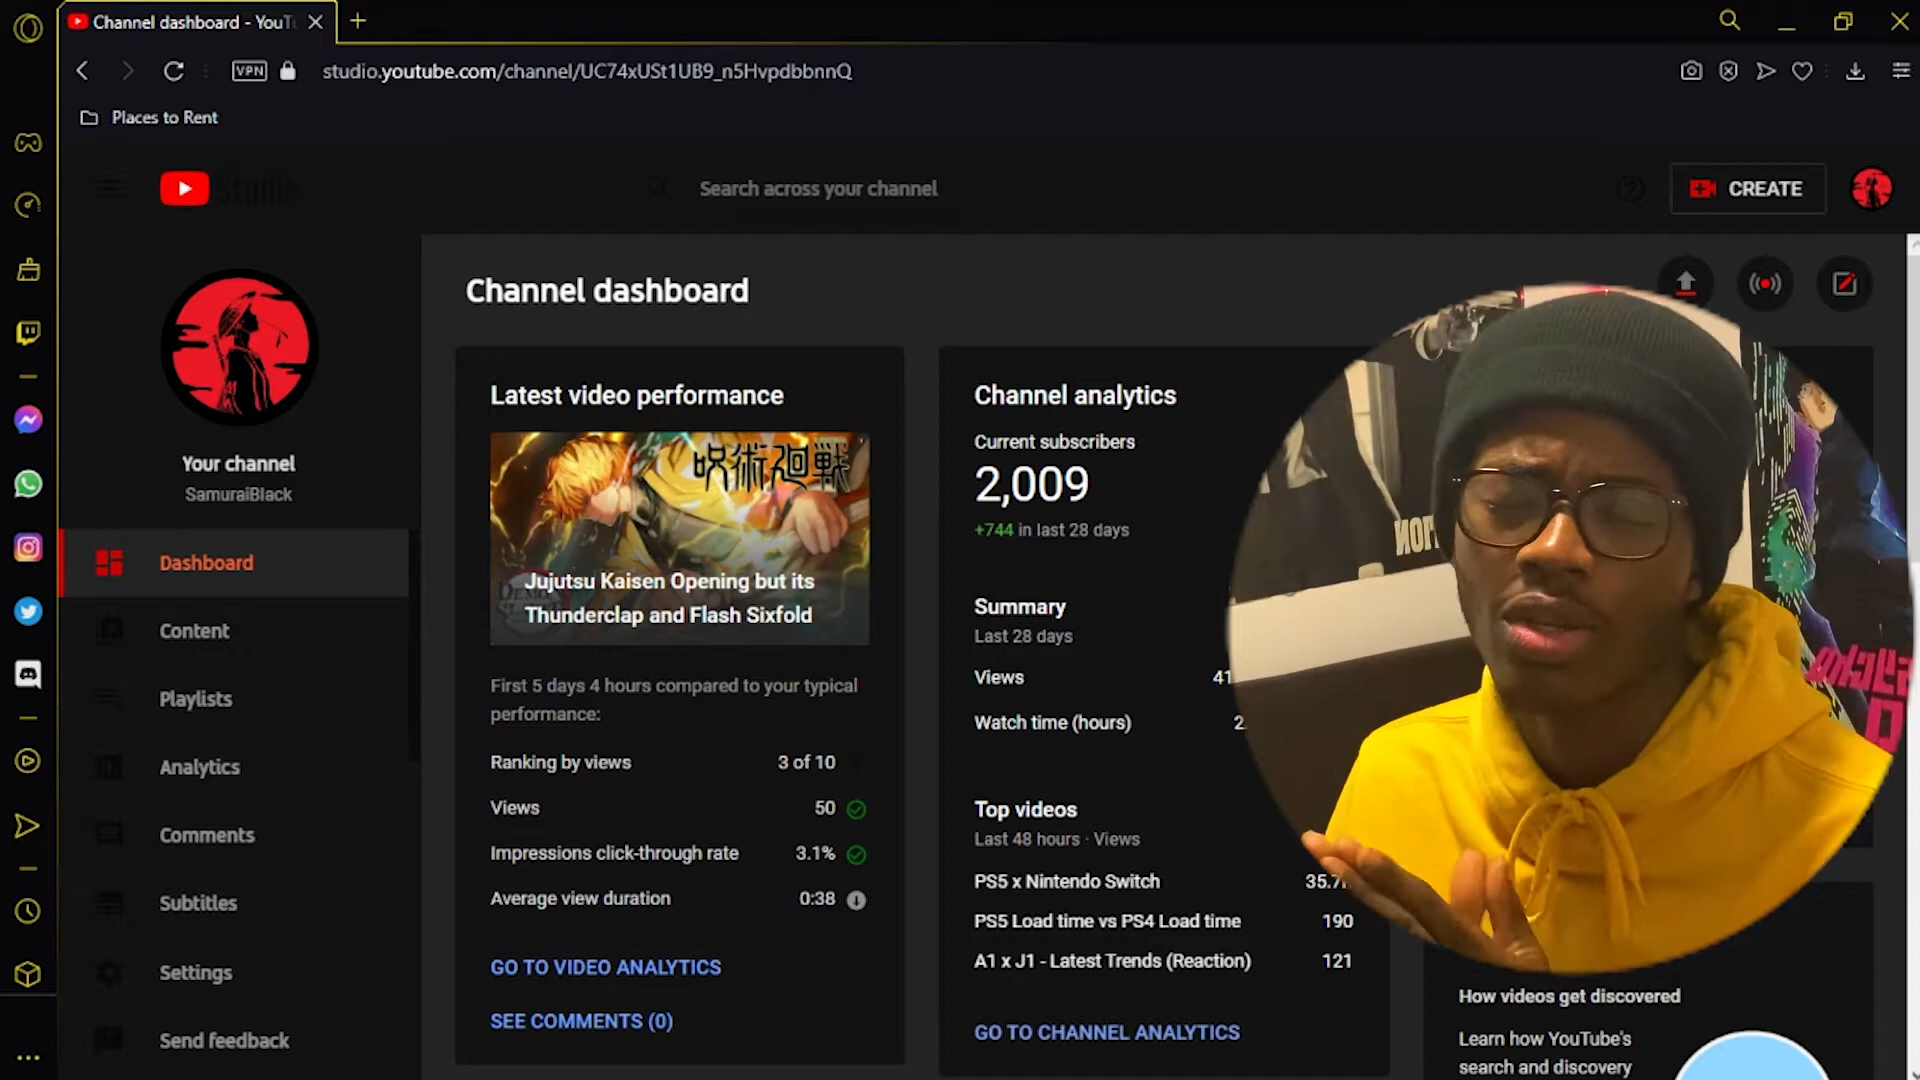 Channel dashboard - YouT
VPN
studio.youtube.com/channel/UC74xUSt1UB9_n5HvpdbbnnQ
Places to Rent
Studio
Search across your channel
CREATE
Your channel
SamuraiBlack
Dashboard
Content
Playlists
Analytics
Comments
Subtitles
Settings
Send feedback
Channel dashboard
Latest video performance
呪術廻戦
Jujutsu Kaisen Opening but its
Thunderclap and Flash Sixfold
First 5 days 4 hours compared to your typical
performance:
Ranking by views 3 of 10
Views 50
Impressions click-through rate 3.1%
Average view duration 0:38
GO TO VIDEO ANALYTICS
SEE COMMENTS (0)
Channel analytics
Current subscribers
2,009
+744 in last 28 days
Summary
Last 28 days
Views 41
Watch time (hours) 2
Top videos
Last 48 hours · Views
PS5 x Nintendo Switch 35.7
PS5 Load time vs PS4 Load time 190
A1 x J1 - Latest Trends (Reaction) 121
GO TO CHANNEL ANALYTICS
How videos get discovered
Learn how YouTube's
search and discovery